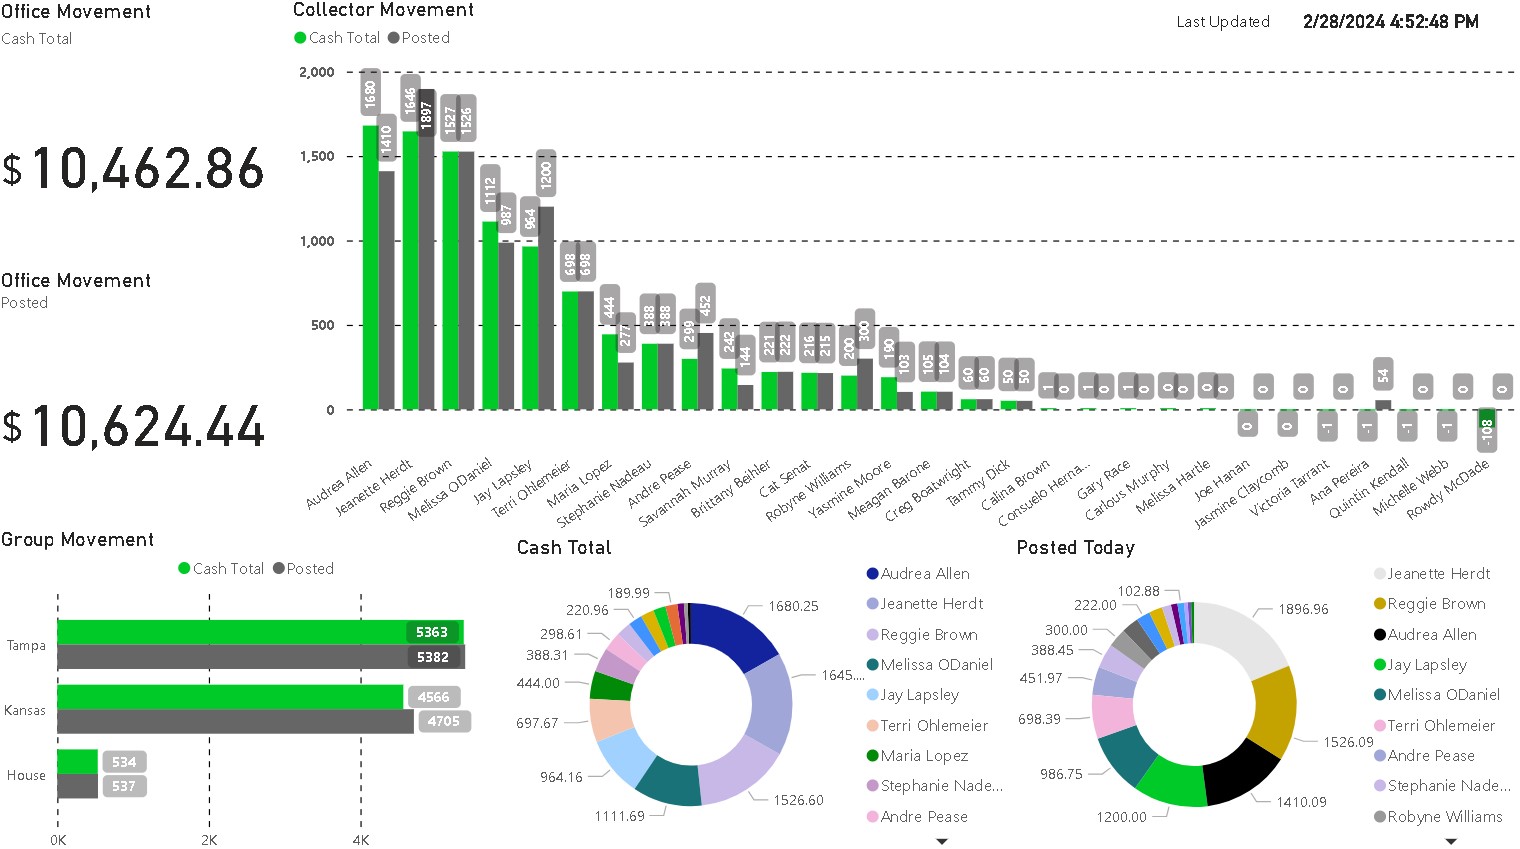 Office Movement
Cash Total
$ 10,462.86
Office Movement
Posted
$ 10,624.44
Collector Movement
Cash Total Posted
Last Updated 2/28/2024 4:52:48 PM
2,000
1,500
1,000
500
0
1680 1410 1646 1897 1527 1526 1112 987 964 1200 698 698 444 277 388 388 299 452 242 144 221 222 216 215 200 300 190 103 105 104 60 60 50 50 1 0 1 0 1 0 0 0 0 0 0 0 0 0 -1 0 -1 54 -1 0 -1 0 -108 0
Audrea Allen
Jeanette Herdt
Reggie Brown
Melissa ODaniel
Jay Lapsley
Terri Ohlemeier
Maria Lopez
Stephanie Nadeau
Andre Pease
Savannah Murray
Brittany Beihler
Cat Senat
Robyne Williams
Yasmine Moore
Meagan Barone
Creg Boatwright
Tammy Dick
Calina Brown
Consuelo Herna...
Gary Race
Carlous Murphy
Melissa Hartle
Joe Hanan
Jasmine Claycomb
Victoria Tarrant
Ana Pereira
Quintin Kendall
Michelle Webb
Rowdy McDade
Group Movement
Cash Total Posted
Tampa
5363
5382
Kansas
4566
4705
House
534
537
0K 2K 4K
Cash Total
189.99
220.96
298.61
388.31
444.00
697.67
964.16
1111.69
1526.60
1645....
1680.25
Audrea Allen
Jeanette Herdt
Reggie Brown
Melissa ODaniel
Jay Lapsley
Terri Ohlemeier
Maria Lopez
Stephanie Nade...
Andre Pease
Posted Today
102.88
222.00
300.00
388.45
451.97
698.39
986.75
1200.00
1410.09
1526.09
1896.96
Jeanette Herdt
Reggie Brown
Audrea Allen
Jay Lapsley
Melissa ODaniel
Terri Ohlemeier
Andre Pease
Stephanie Nade...
Robyne Williams